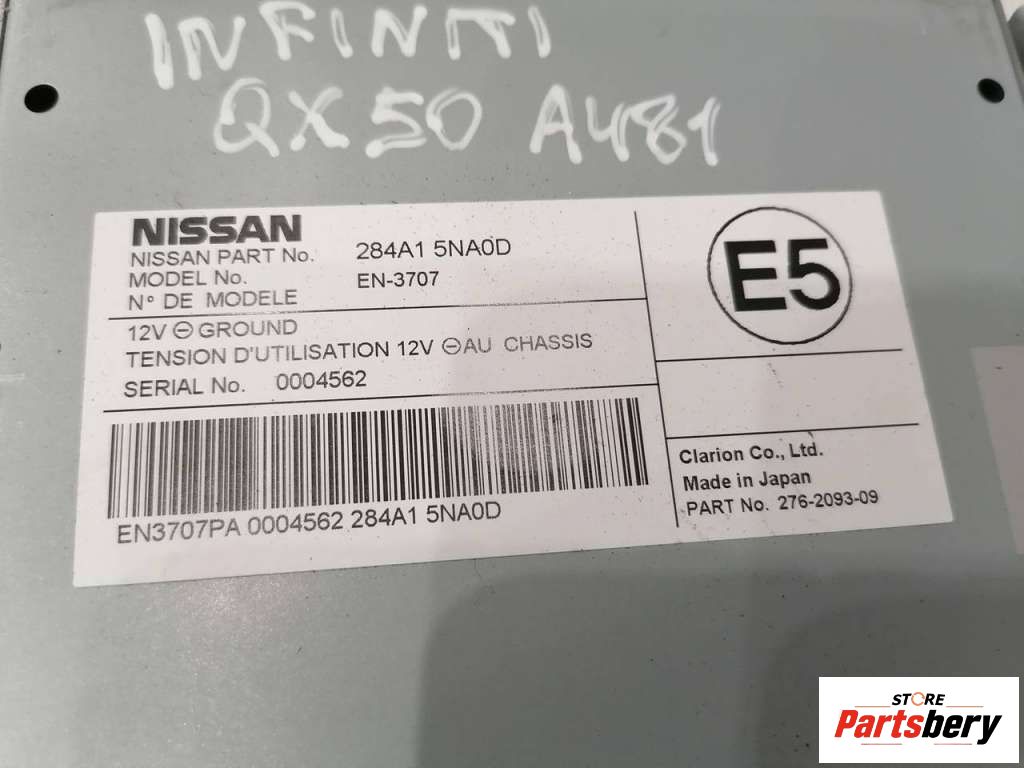 INFINITI
QX50 A481
NISSAN
NISSAN PART No. 284A1 5NA0D
MODEL No. EN-3707
N° DE MODELE
12V ⊖ GROUND
TENSION D'UTILISATION 12V ⊖ AU CHASSIS
SERIAL No. 0004562
EN3707PA 0004562 284A1 5NA0D
E5
Clarion Co., Ltd.
Made in Japan
PART No. 276-2093-09
STORE
Partsbery